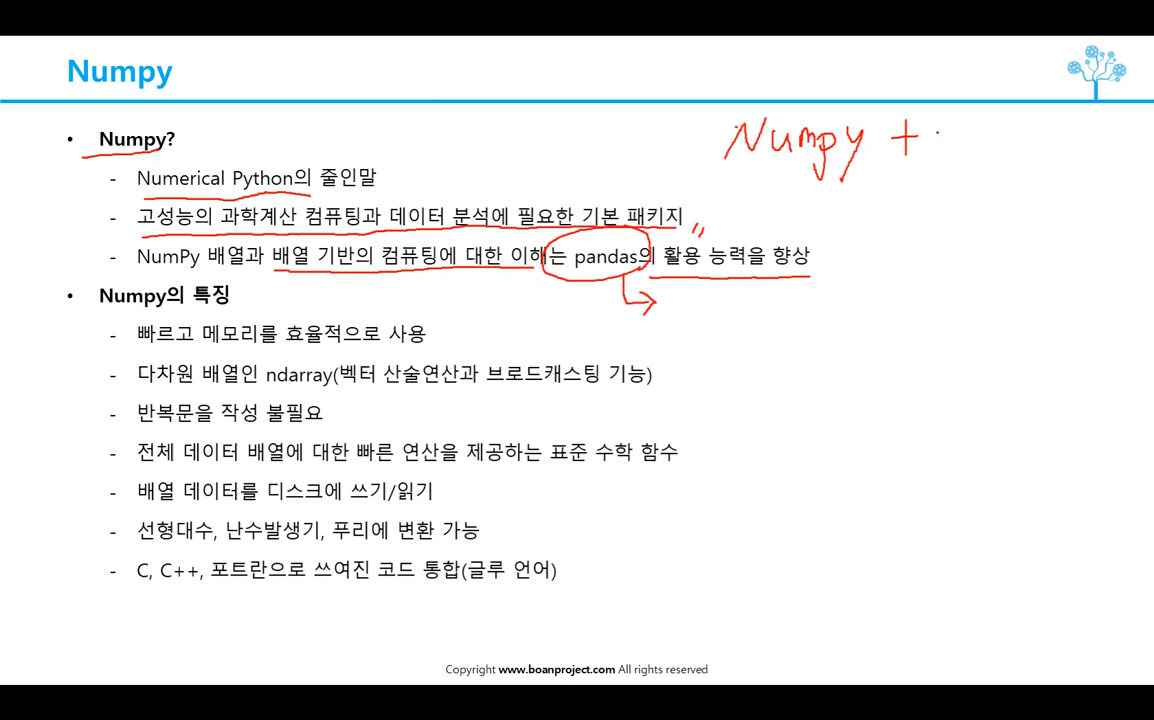 Numpy
• Numpy?
Numpy +
- Numerical Python의 줄인말
- 고성능의 과학계산 컴퓨팅과 데이터 분석에 필요한 기본 패키지
- NumPy 배열과 배열 기반의 컴퓨팅에 대한 이해는 pandas의 활용 능력을 향상
• Numpy의 특징
- 빠르고 메모리를 효율적으로 사용
- 다차원 배열인 ndarray(벡터 산술연산과 브로드캐스팅 기능)
- 반복문을 작성 불필요
- 전체 데이터 배열에 대한 빠른 연산을 제공하는 표준 수학 함수
- 배열 데이터를 디스크에 쓰기/읽기
- 선형대수, 난수발생기, 푸리에 변환 가능
- C, C++, 포트란으로 쓰여진 코드 통합(글루 언어)
Copyright www.boanproject.com All rights reserved